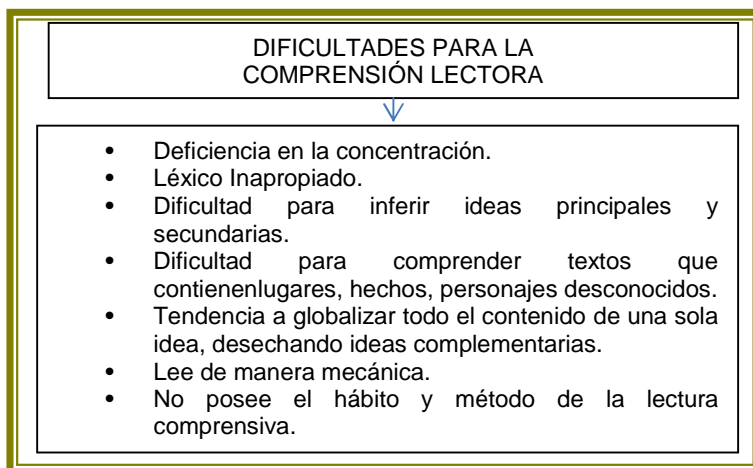 DIFICULTADES PARA LA
COMPRENSIÓN LECTORA
• Deficiencia en la concentración.
• Léxico Inapropiado.
• Dificultad para inferir ideas principales y
secundarias.
• Dificultad para comprender textos que
contienenlugares, hechos, personajes desconocidos.
• Tendencia a globalizar todo el contenido de una sola
idea, desechando ideas complementarias.
• Lee de manera mecánica.
• No posee el hábito y método de la lectura
comprensiva.